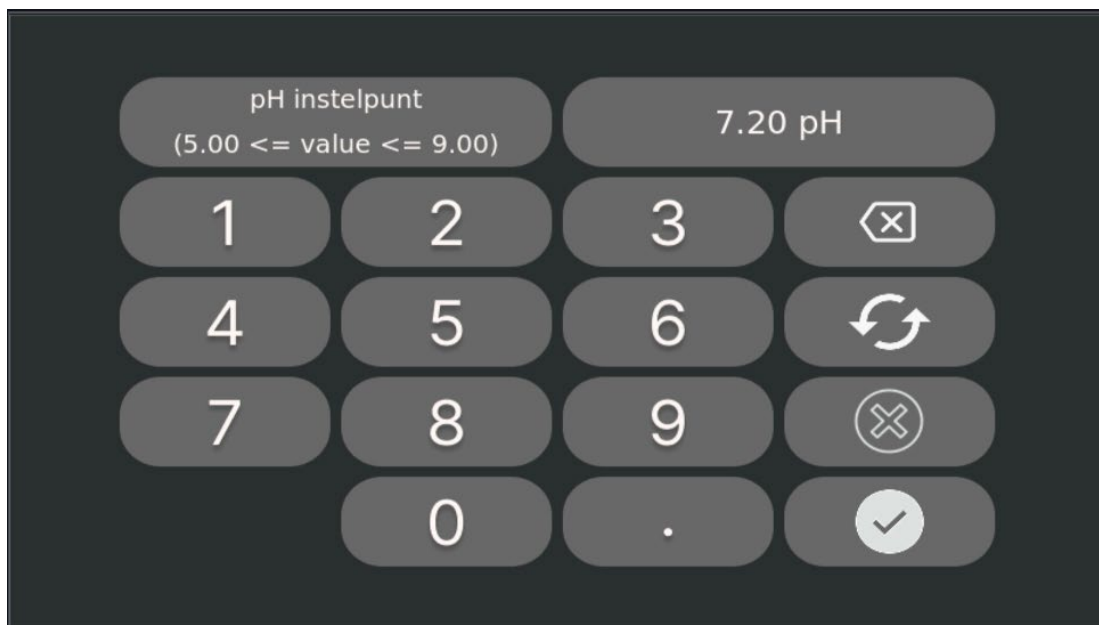 pH instelpunt
(5.00 <= value <= 9.00)
7.20 pH
1 2 3
4 5 6
7 8 9
0 .